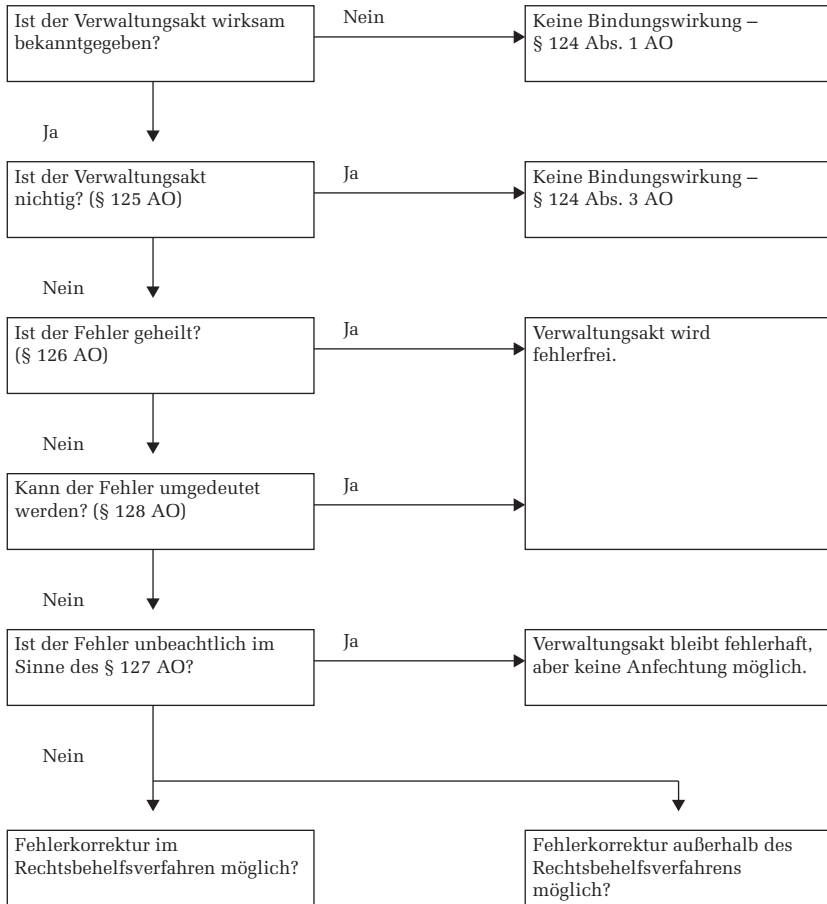 Ist der Verwaltungsakt wirksam
bekanntgegeben?
Nein
Keine Bindungswirkung –
§ 124 Abs. 1 AO
Ja
Ist der Verwaltungsakt
nichtig? (§ 125 AO)
Ja
Keine Bindungswirkung –
§ 124 Abs. 3 AO
Nein
Ist der Fehler geheilt?
(§ 126 AO)
Ja
Verwaltungsakt wird
fehlerfrei.
Nein
Kann der Fehler umgedeutet
werden? (§ 128 AO)
Ja
Nein
Ist der Fehler unbeachtlich im
Sinne des § 127 AO?
Ja
Verwaltungsakt bleibt fehlerhaft,
aber keine Anfechtung möglich.
Nein
Fehlerkorrektur im
Rechtsbehelfsverfahren möglich?
Fehlerkorrektur außerhalb des
Rechtsbehelfsverfahrens
möglich?